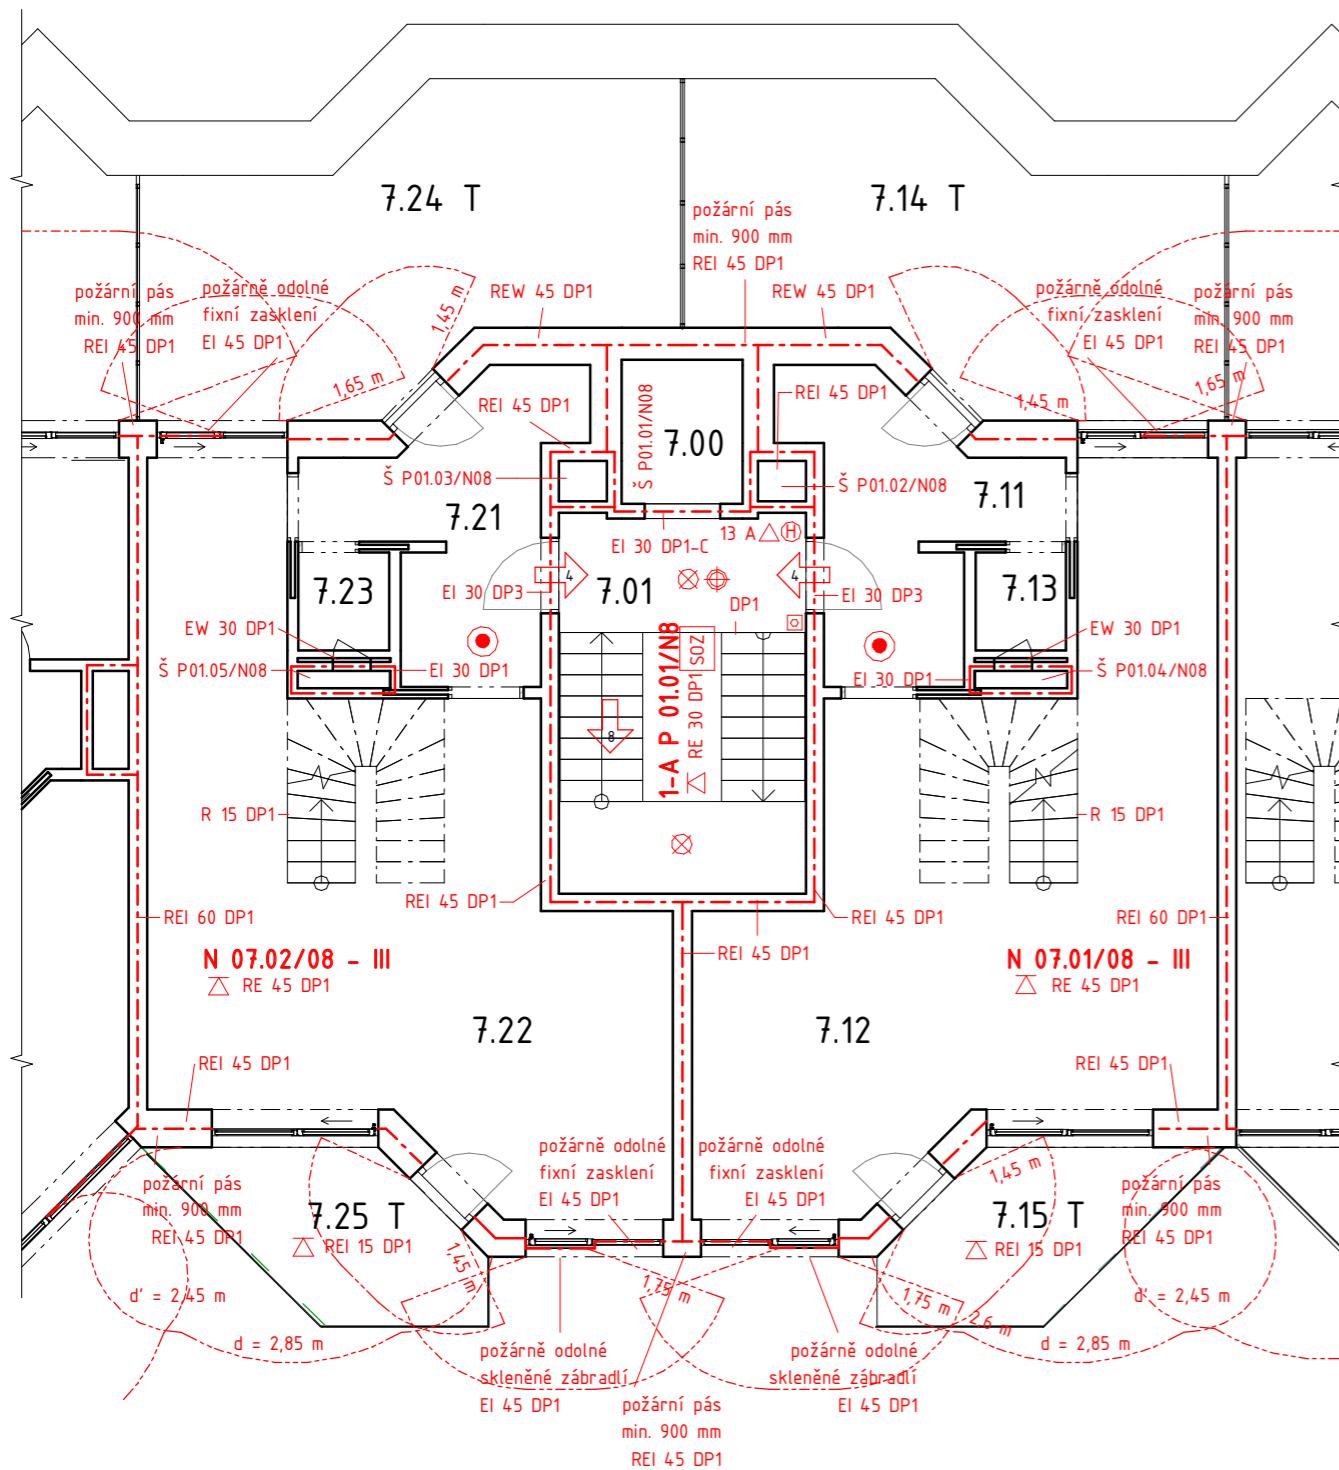 7.24 T
7.14 T
požární pás
min. 900 mm
REI 45 DP1
požární pás
min. 900 mm
REI 45 DP1
požárně odolné
fixní zasklení
EI 45 DP1
1,45 m
1,65 m
REW 45 DP1
REW 45 DP1
požárně odolné
fixní zasklení
EI 45 DP1
požární pás
min. 900 mm
REI 45 DP1
1,45 m
1,65 m
REI 45 DP1
REI 45 DP1
Š P01.01/N08
7.00
Š P01.03/N08
Š P01.02/N08
7.21
7.11
EI 30 DP1-C
13 A
H
7.23
EI 30 DP3
4
7.01
4
EI 30 DP3
7.13
DP1
EW 30 DP1
EW 30 DP1
Š P01.05/N08
EI 30 DP1
EI 30 DP1
Š P01.04/N08
1-A P 01.01/N8
RE 30 DP1
SOZ
8
R 15 DP1
R 15 DP1
REI 45 DP1
REI 45 DP1
REI 60 DP1
REI 60 DP1
REI 45 DP1
N 07.02/08 - III
RE 45 DP1
N 07.01/08 - III
RE 45 DP1
7.22
7.12
REI 45 DP1
REI 45 DP1
požárně odolné
fixní zasklení
EI 45 DP1
požárně odolné
fixní zasklení
EI 45 DP1
1,45 m
požární pás
min. 900 mm
REI 45 DP1
požární pás
min. 900 mm
REI 45 DP1
7.25 T
REI 15 DP1
7.15 T
REI 15 DP1
1,45 m
1,75 m
1,75 m
2,6 m
d' = 2,45 m
d' = 2,45 m
d = 2,85 m
d = 2,85 m
požárně odolné
skleněné zábradlí
EI 45 DP1
požárně odolné
skleněné zábradlí
EI 45 DP1
požární pás
min. 900 mm
REI 45 DP1